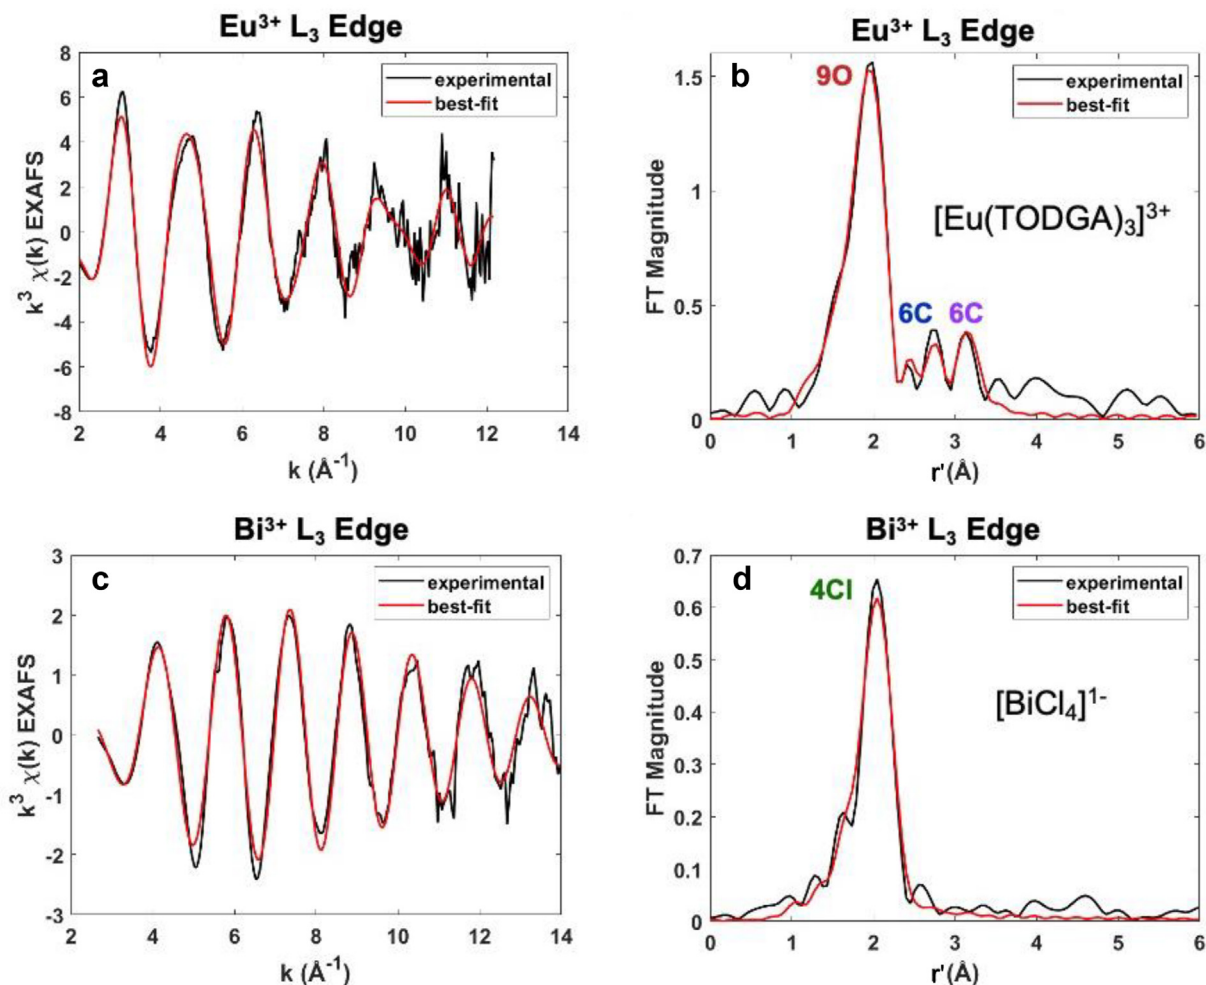 Eu³⁺ L₃ Edge
a
experimental
best-fit
k³ χ(k) EXAFS
8
6
4
2
0
-2
-4
-6
-8
2 4 6 8 10 12 14
k (Å⁻¹)
Eu³⁺ L₃ Edge
b
9O
experimental
best-fit
[Eu(TODGA)₃]³⁺
6C 6C
FT Magnitude
1.5
1
0.5
0
0 1 2 3 4 5 6
r'(Å)
Bi³⁺ L₃ Edge
c
experimental
best-fit
k³ χ(k) EXAFS
3
2
1
0
-1
-2
-3
2 4 6 8 10 12 14
k (Å⁻¹)
Bi³⁺ L₃ Edge
d
4Cl
experimental
best-fit
[BiCl₄]¹⁻
FT Magnitude
0.7
0.6
0.5
0.4
0.3
0.2
0.1
0
0 1 2 3 4 5 6
r'(Å)